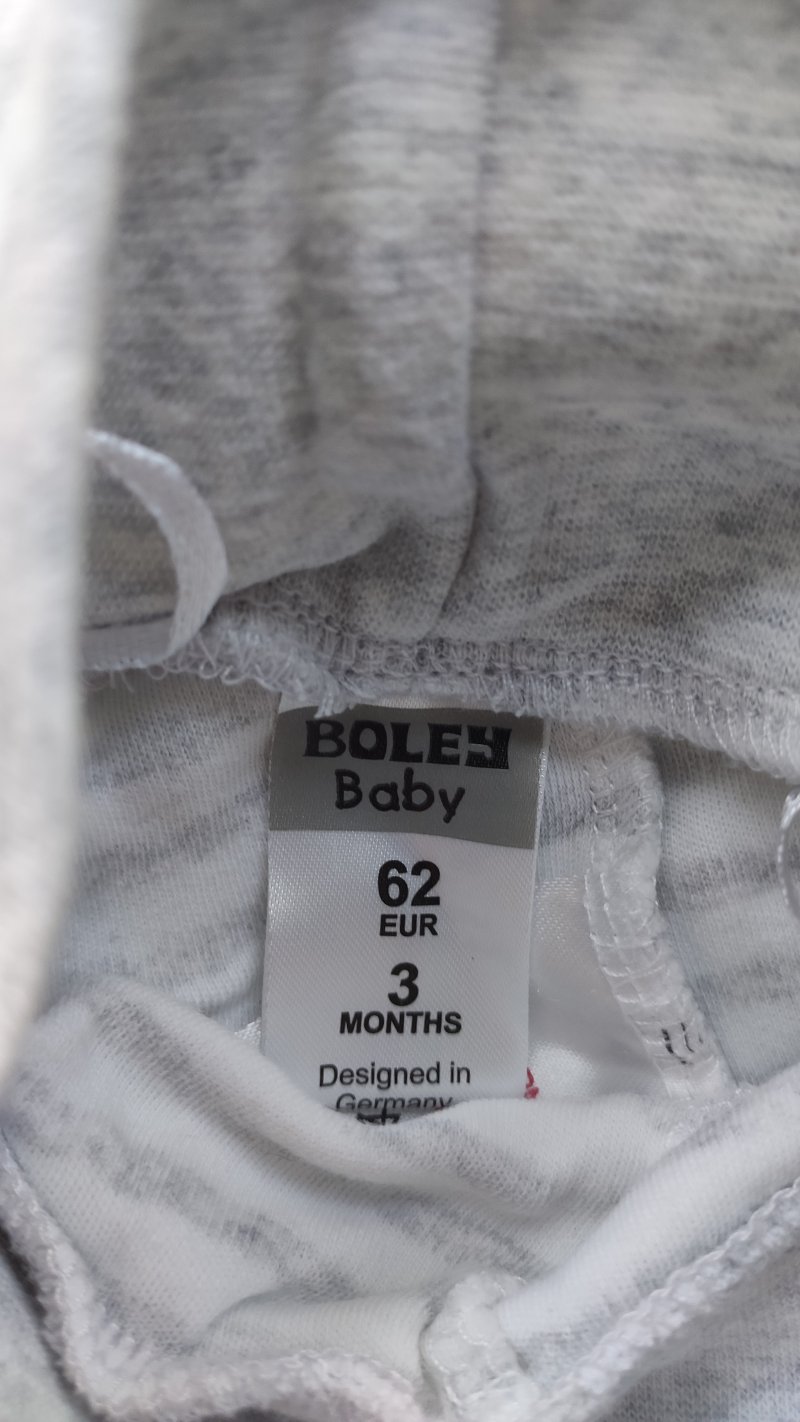 BOLEY
Baby
62
EUR
3
MONTHS
Designed in
Germany